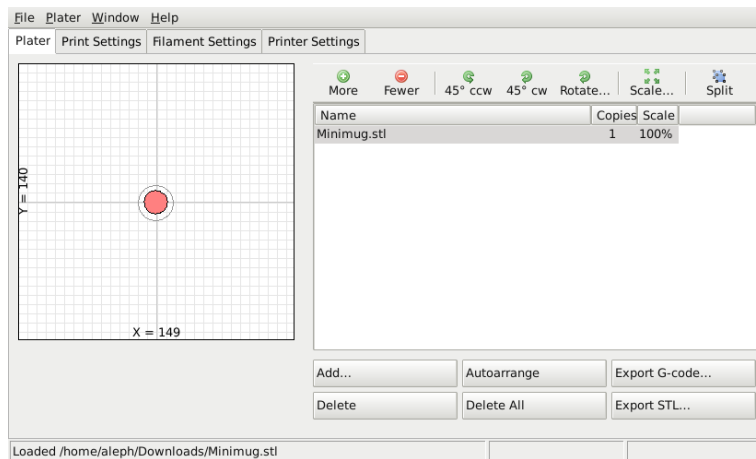 File Plater Window Help
Plater Print Settings Filament Settings Printer Settings
More Fewer 45° ccw 45° cw Rotate... Scale... Split
Name Copies Scale
Minimug.stl 1 100%
Y = 140
X = 149
Add... Autoarrange Export G-code...
Delete Delete All Export STL...
Loaded /home/aleph/Downloads/Minimug.stl